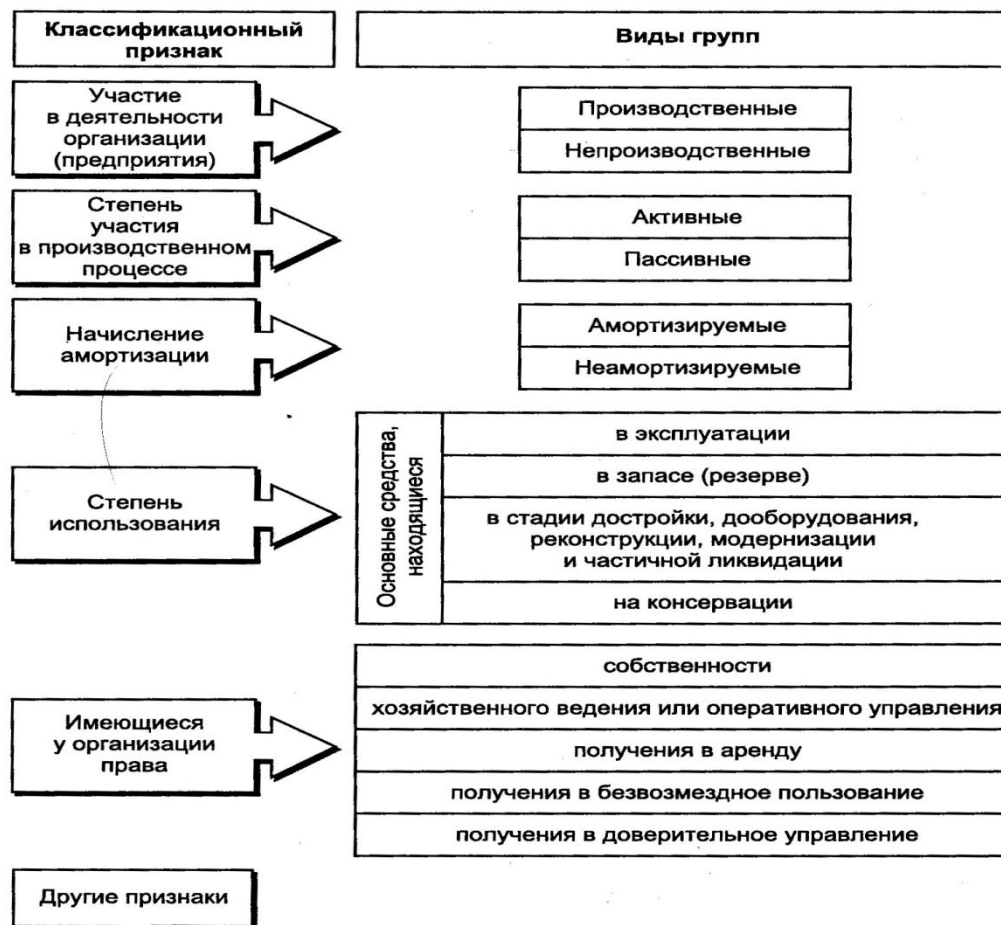 Классификационный
признак
Виды групп
Участие
в деятельности
организации
(предприятия)
Производственные
Непроизводственные
Степень
участия
в производственном
процессе
Активные
Пассивные
Начисление
амортизации
Амортизируемые
Неамортизируемые
Степень
использования
Основные средства,
находящиеся
в эксплуатации
в запасе (резерве)
в стадии достройки, дооборудования,
реконструкции, модернизации
и частичной ликвидации
на консервации
Имеющиеся
у организации
права
собственности
хозяйственного ведения или оперативного управления
получения в аренду
получения в безвозмездное пользование
получения в доверительное управление
Другие признаки